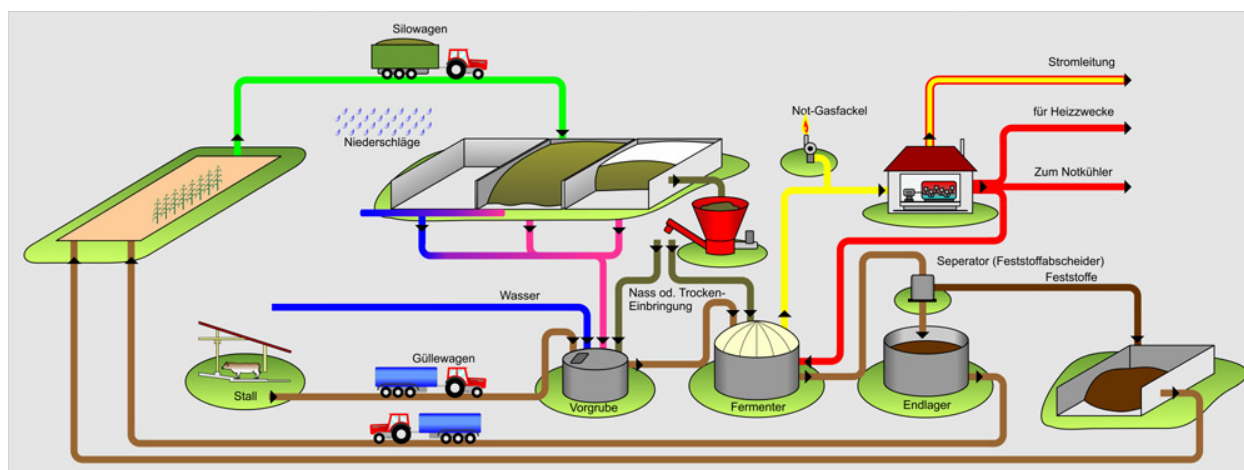 Silowagen
Niederschläge
Not-Gasfackel
Stromleitung
für Heizzwecke
Zum Notkühler
Seperator (Feststoffabscheider)
Feststoffe
Wasser
Nass od. Trocken-
Einbringung
Güllewagen
Stall
Vorgrube
Fermenter
Endlager